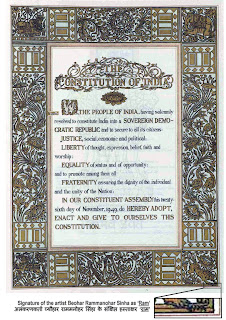 THE
CONSTITUTION OF INDIA
WE, THE PEOPLE OF INDIA, having solemnly
resolved to constitute India into a SOVEREIGN DEMO-
CRATIC REPUBLIC and to secure to all its citizens:
JUSTICE, social, economic and political;
LIBERTY of thought, expression, belief, faith and
worship;
EQUALITY of status and of opportunity;
and to promote among them all
FRATERNITY assuring the dignity of the individual
and the unity of the Nation;
IN OUR CONSTITUENT ASSEMBLY this twenty-
sixth day of November, 1949, do HEREBY ADOPT,
ENACT AND GIVE TO OURSELVES THIS
CONSTITUTION.
Signature of the artist Beohar Rammanohar Sinha as 'Ram'
अलंकरणकर्ता ब्यौहार राममनोहर सिंहा के संक्षिप्त हस्ताक्षर 'राम'